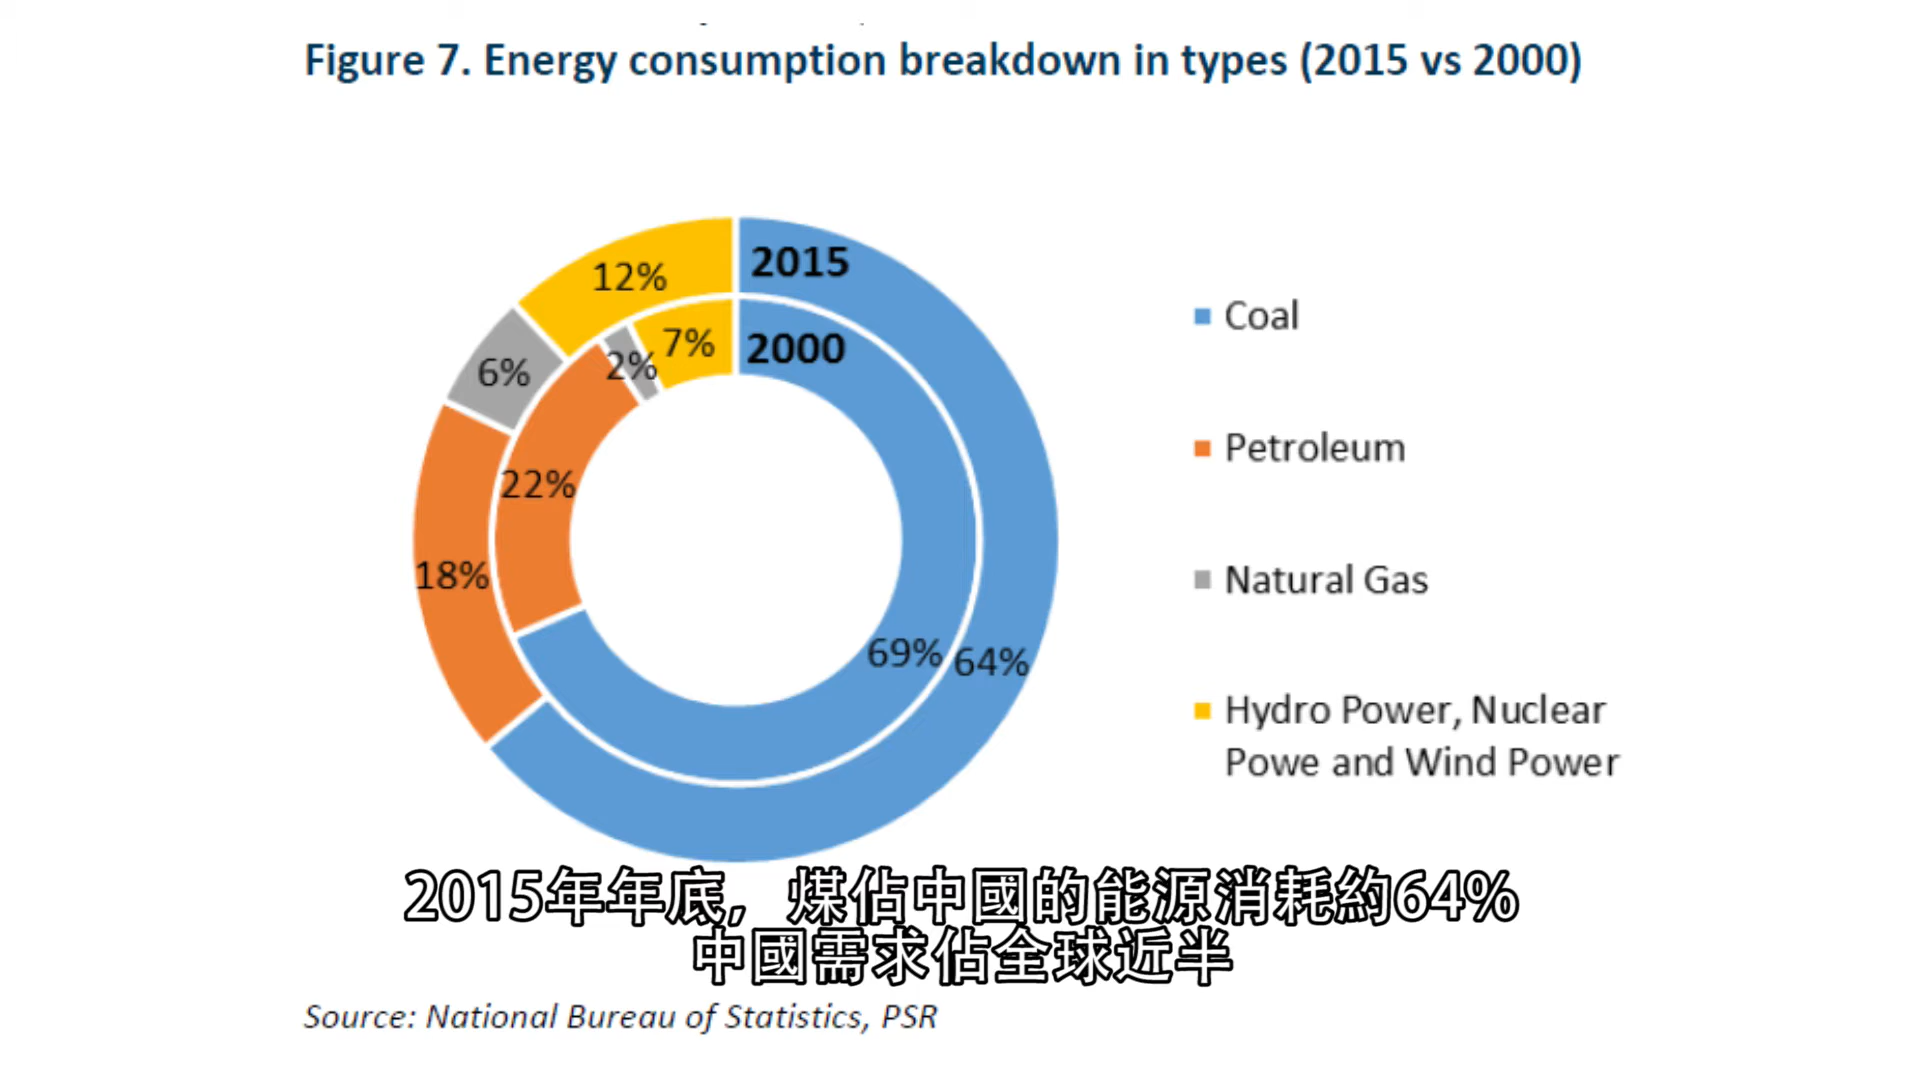 Figure 7. Energy consumption breakdown in types (2015 vs 2000)
12%
2015
7%
2000
2%
6%
22%
18%
69%
64%
Coal
Petroleum
Natural Gas
Hydro Power, Nuclear
Powe and Wind Power
2015年年底，煤佔中國的能源消耗約64%
中國需求佔全球近半
Source: National Bureau of Statistics, PSR